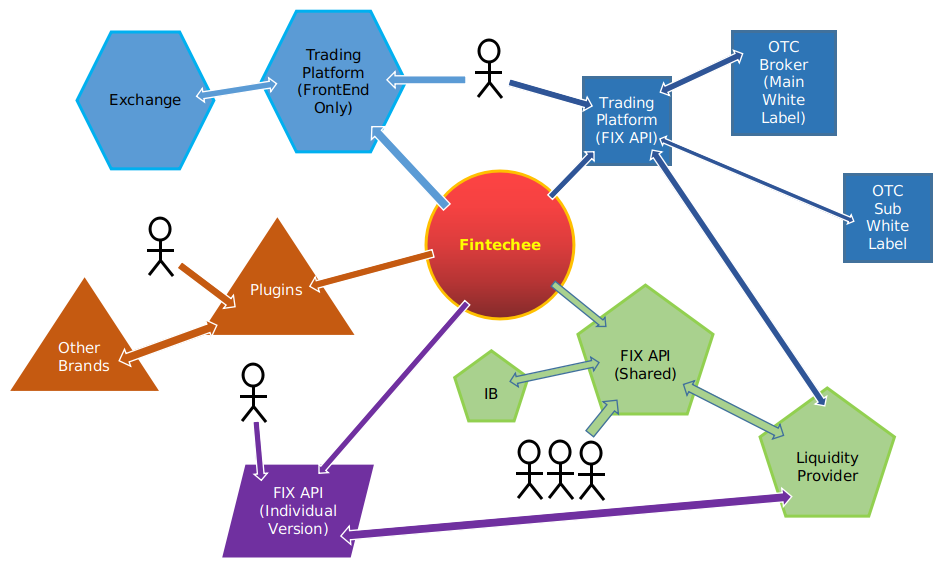 Exchange
Trading
Platform
(FrontEnd
Only)
Trading
Platform
(FIX API)
OTC
Broker
(Main
White
Label)
OTC
Sub
White
Label
Fintechee
Plugins
Other
Brands
FIX API
(Shared)
IB
Liquidity
Provider
FIX API
(Individual
Version)